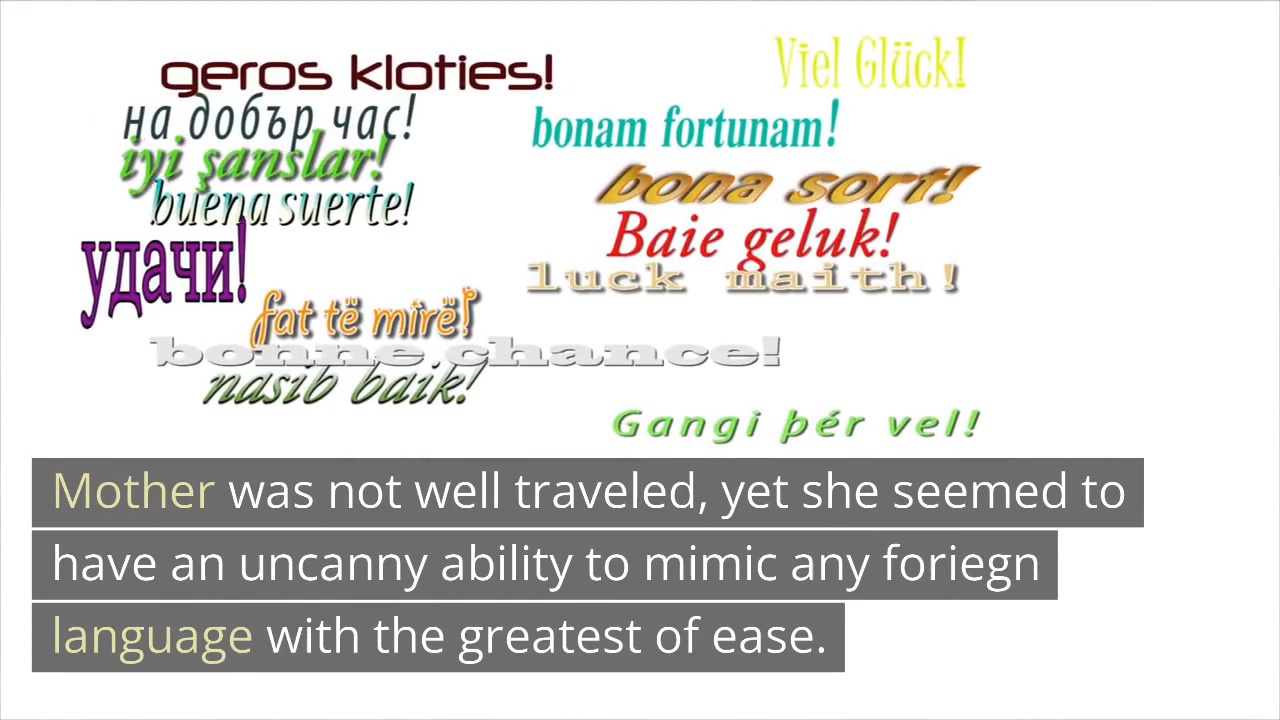 geros kloties!
Viel Glück!
на добър час!
bonam fortunam!
iyi şanslar!
bona sort!
buena suerte!
Baie geluk!
удачи!
luck maith!
fat të mirë!
bonne chance!
nasib baik!
Gangi þér vel!
Mother was not well traveled, yet she seemed to
have an uncanny ability to mimic any foriegn
language with the greatest of ease.